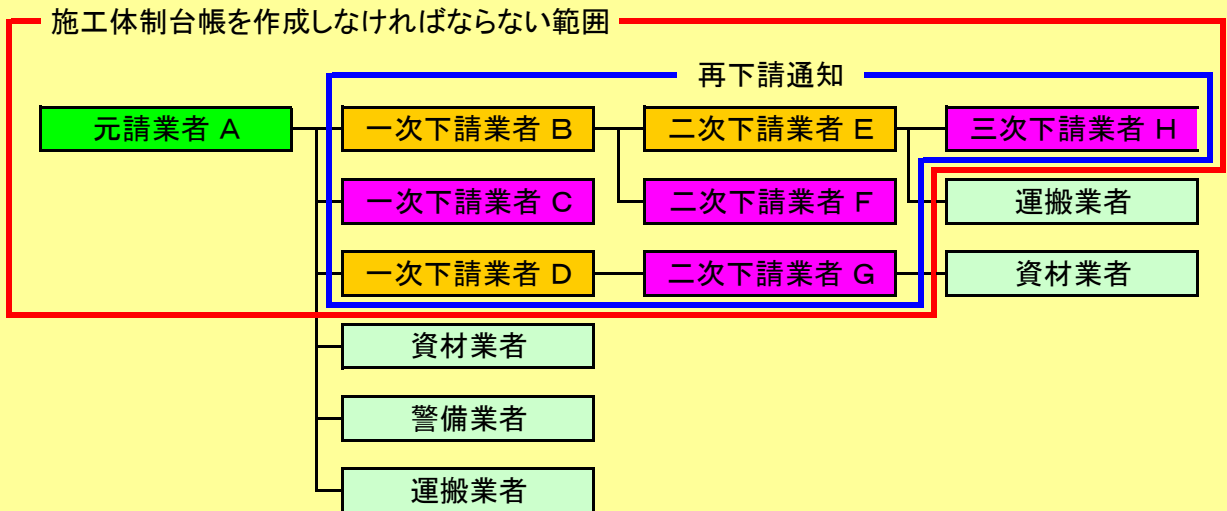 施工体制台帳を作成しなければならない範囲
再下請通知
元請業者 A
一次下請業者 B
二次下請業者 E
三次下請業者 H
一次下請業者 C
二次下請業者 F
運搬業者
一次下請業者 D
二次下請業者 G
資材業者
資材業者
警備業者
運搬業者